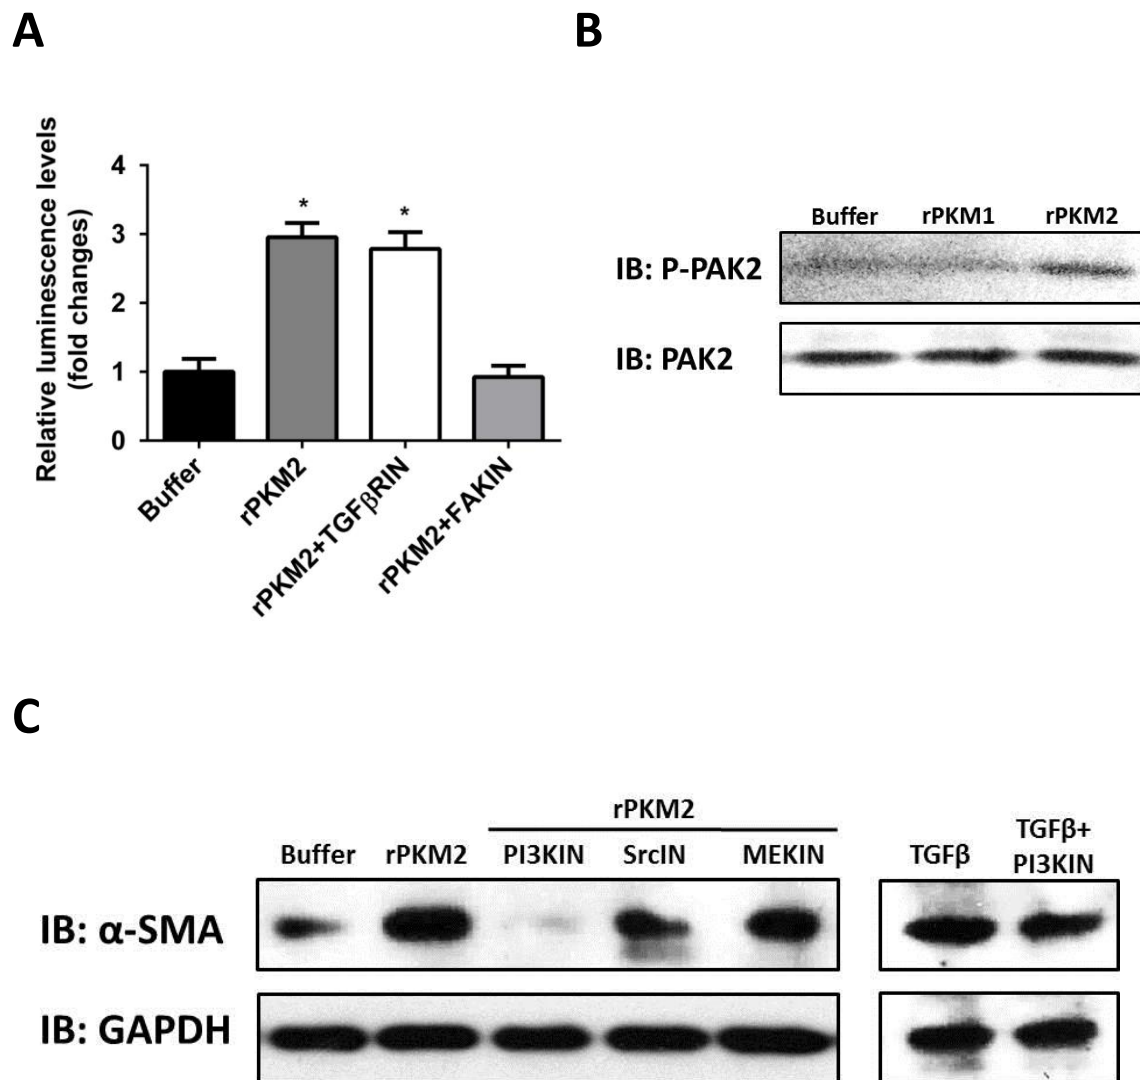 A
B
Relative luminescence levels
(fold changes)
4
3
2
1
0
*
*
Buffer
rPKM2
rPKM2+TGFβRIN
rPKM2+FAKIN
Buffer rPKM1 rPKM2
IB: P-PAK2
IB: PAK2
C
rPKM2
Buffer rPKM2 PI3KIN SrcIN MEKIN
TGFβ
TGFβ+
PI3KIN
IB: α-SMA
IB: GAPDH